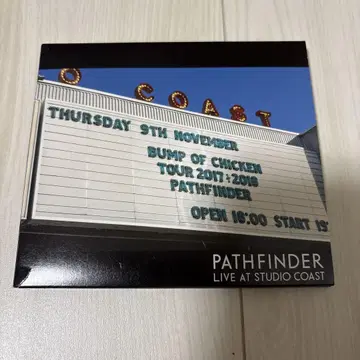 O COAST
THURSDAY 9TH NOVEMBER
BUMP OF CHICKEN
TOUR 2017-2018
PATHFINDER
OPEN 18:00 START 19
PATHFINDER
LIVE AT STUDIO COAST